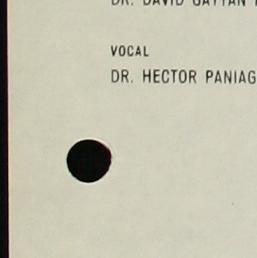 DR. DAVID GAYTAN
VOCAL
DR. HECTOR PANIAG